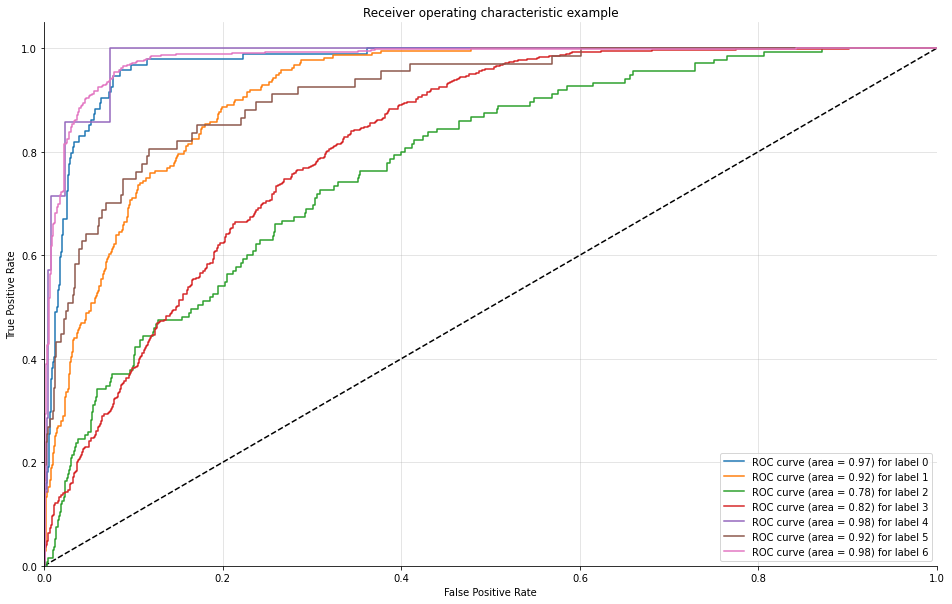 Receiver operating characteristic example
True Positive Rate
1.0
0.8
0.6
0.4
0.2
0.0
0.0 0.2 0.4 0.6 0.8 1.0
False Positive Rate
ROC curve (area = 0.97) for label 0
ROC curve (area = 0.92) for label 1
ROC curve (area = 0.78) for label 2
ROC curve (area = 0.82) for label 3
ROC curve (area = 0.98) for label 4
ROC curve (area = 0.92) for label 5
ROC curve (area = 0.98) for label 6